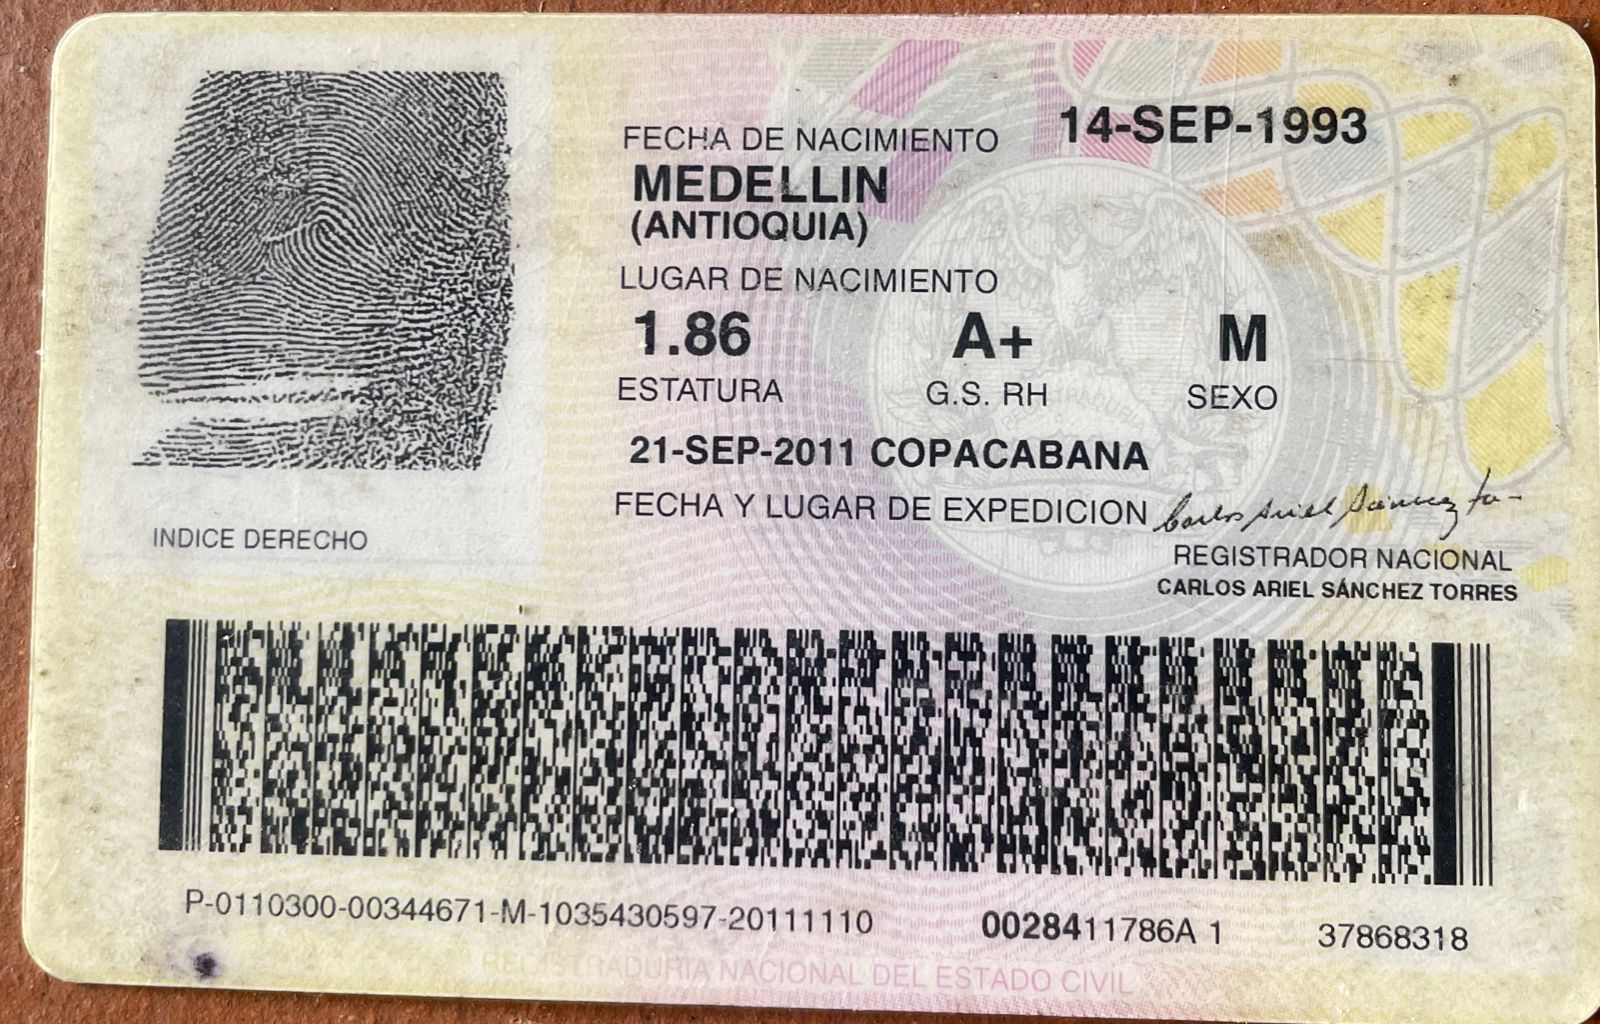 FECHA DE NACIMIENTO 14-SEP-1993
MEDELLIN
(ANTIOQUIA)
LUGAR DE NACIMIENTO
1.86 A+ M
ESTATURA G.S. RH SEXO
21-SEP-2011 COPACABANA
FECHA Y LUGAR DE EXPEDICION
INDICE DERECHO
REGISTRADOR NACIONAL
CARLOS ARIEL SÁNCHEZ TORRES
P-0110300-00344671-M-1035430597-20111110 0028411786A 1 37868318
REGISTRADURIA NACIONAL DEL ESTADO CIVIL